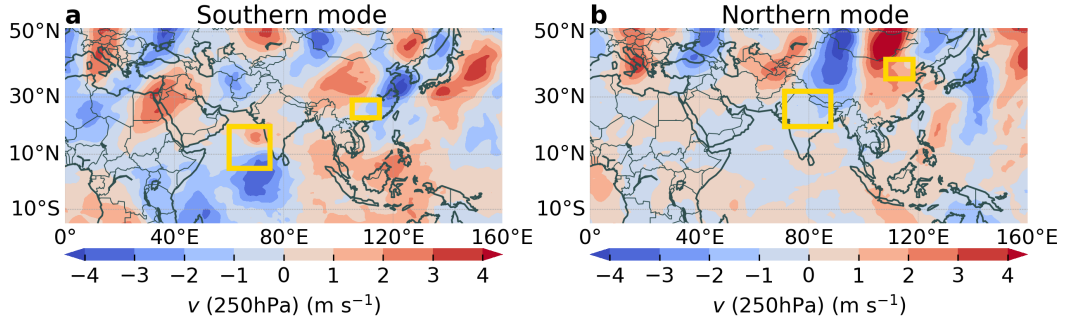 a Southern mode
50°N
30°N
10°N
10°S
0° 40°E 80°E 120°E 160°E
−4 −3 −2 −1 0 1 2 3 4
v (250hPa) (m s⁻¹)
b Northern mode
50°N
30°N
10°N
10°S
0° 40°E 80°E 120°E 160°E
−4 −3 −2 −1 0 1 2 3 4
v (250hPa) (m s⁻¹)